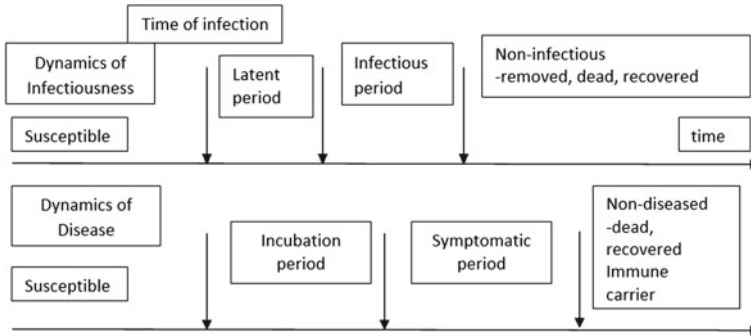 Time of infection
Dynamics of
Infectiousness
Latent
period
Infectious
period
Non-infectious
-removed, dead, recovered
Susceptible
time
Dynamics of
Disease
Incubation
period
Symptomatic
period
Non-diseased
-dead,
recovered
Immune
carrier
Susceptible